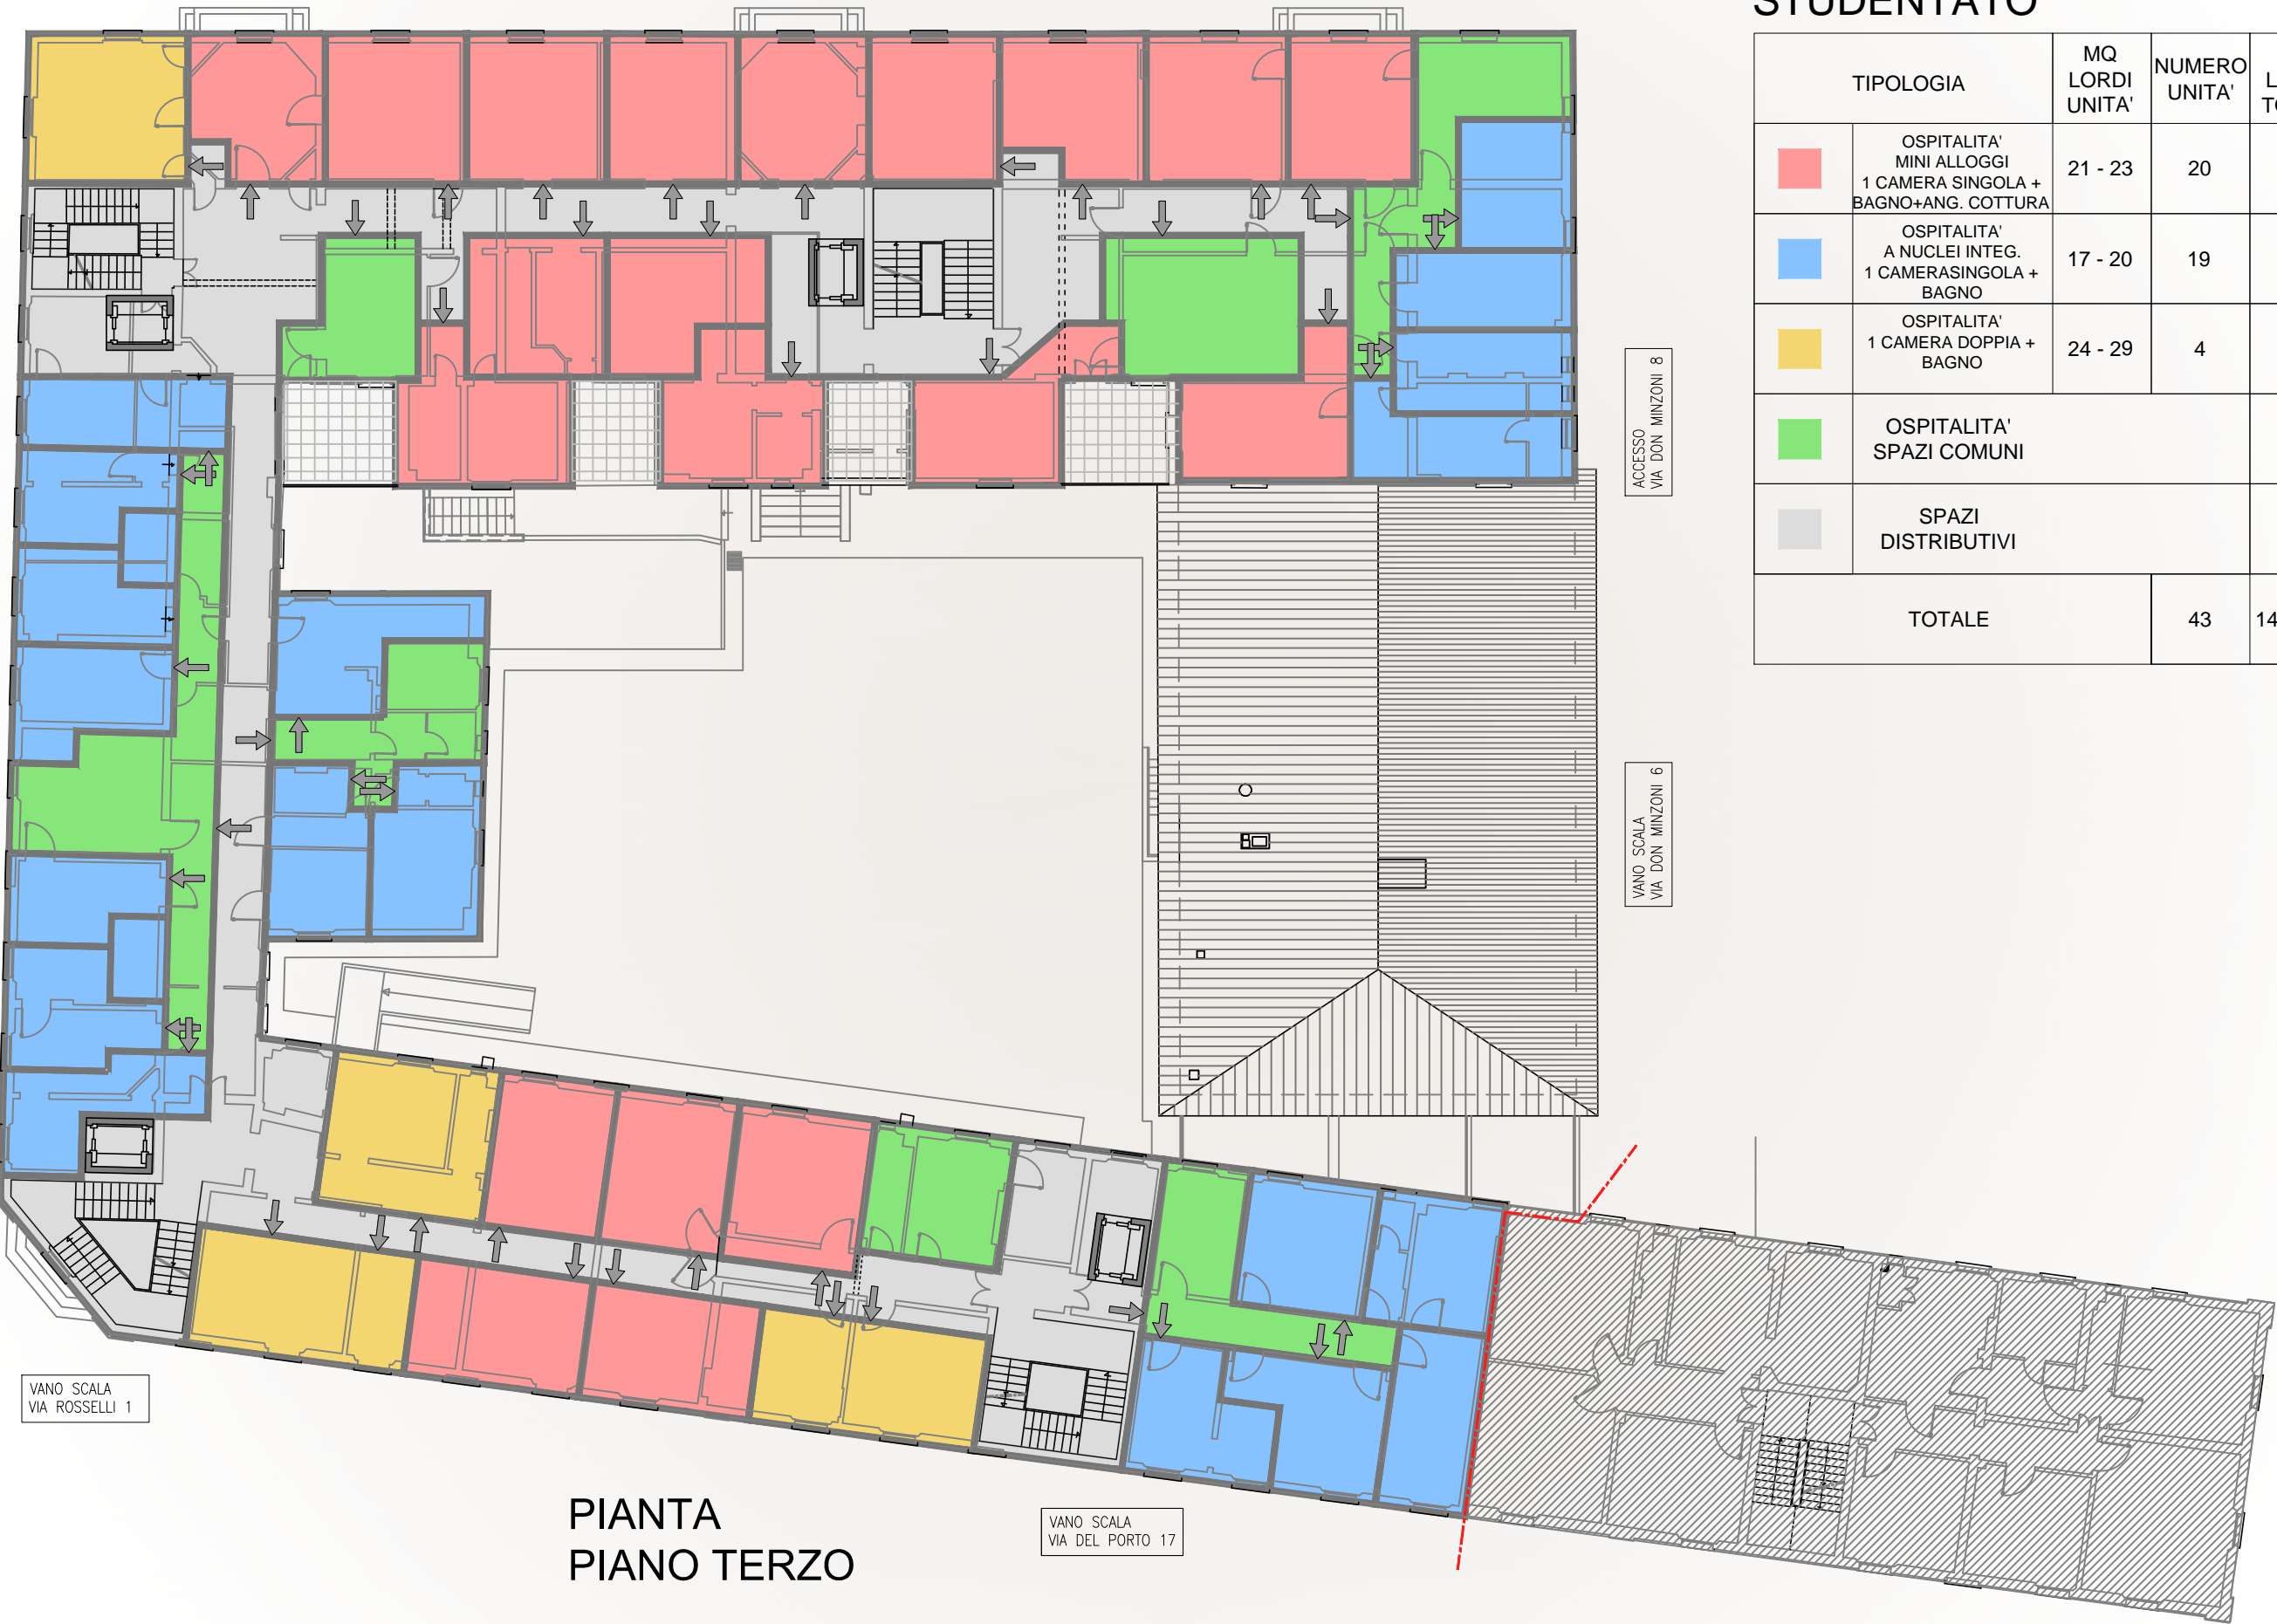 STUDENTATO
TIPOLOGIA
MQ
LORDI
UNITA'
NUMERO
UNITA'
OSPITALITA'
MINI ALLOGGI
1 CAMERA SINGOLA +
BAGNO+ANG. COTTURA
21 - 23
20
OSPITALITA'
A NUCLEI INTEG.
1 CAMERASINGOLA +
BAGNO
17 - 20
19
OSPITALITA'
1 CAMERA DOPPIA +
BAGNO
24 - 29
4
OSPITALITA'
SPAZI COMUNI
SPAZI
DISTRIBUTIVI
TOTALE
43
14
ACCESSO
VIA DON MINZONI 8
VANO SCALA
VIA DON MINZONI 6
VANO SCALA
VIA ROSSELLI 1
PIANTA
PIANO TERZO
VANO SCALA
VIA DEL PORTO 17